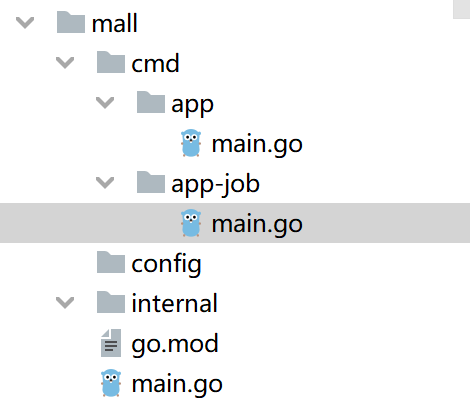 mall
cmd
app
main.go
app-job
main.go
config
internal
go.mod
main.go